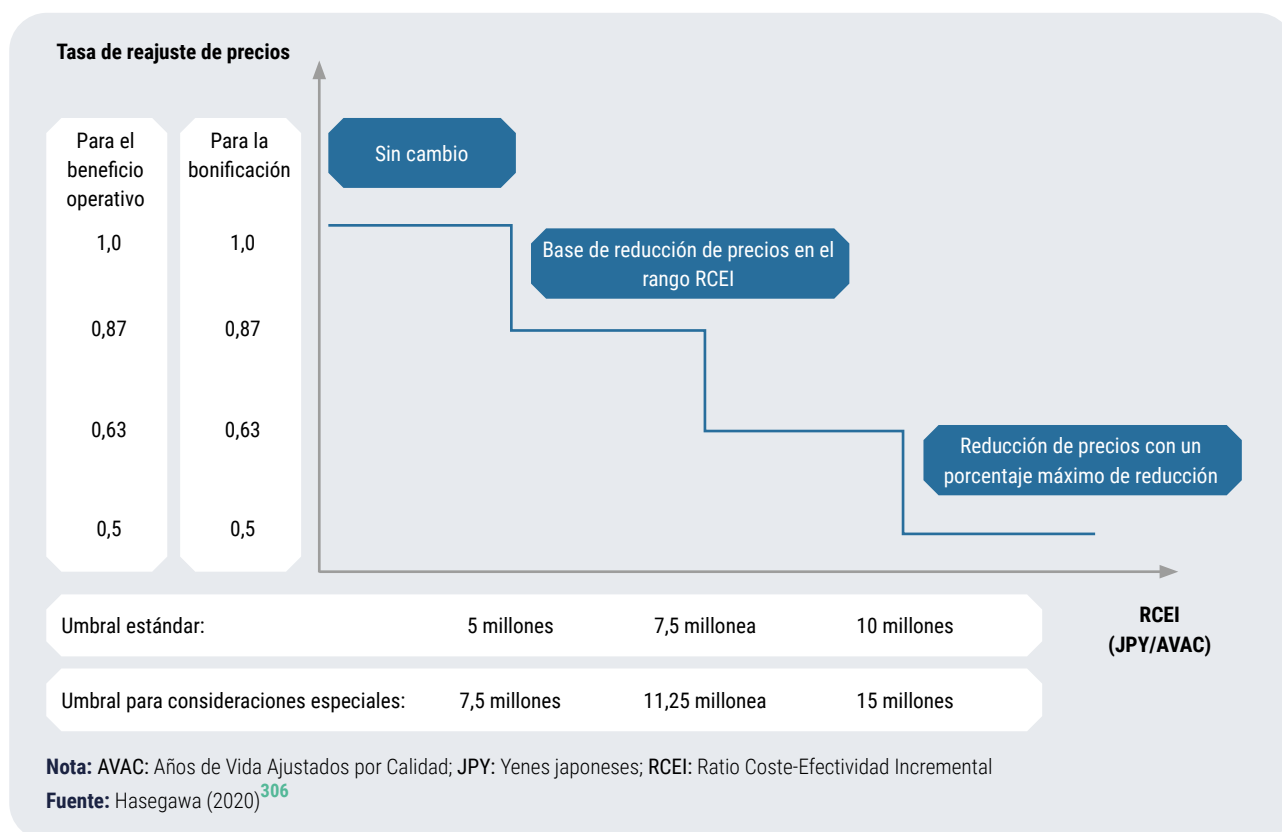 Tasa de reajuste de precios
Para el
beneficio
operativo
Para la
bonificación
Sin cambio
1,0
1,0
Base de reducción de precios en el
rango RCEI
0,87
0,87
0,63
0,63
Reducción de precios con un
porcentaje máximo de reducción
0,5
0,5
Umbral estándar: 5 millones 7,5 millonea 10 millones
RCEI
(JPY/AVAC)
Umbral para consideraciones especiales: 7,5 millones 11,25 millonea 15 millones
Nota: AVAC: Años de Vida Ajustados por Calidad; JPY: Yenes japoneses; RCEI: Ratio Coste-Efectividad Incremental
Fuente: Hasegawa (2020)306